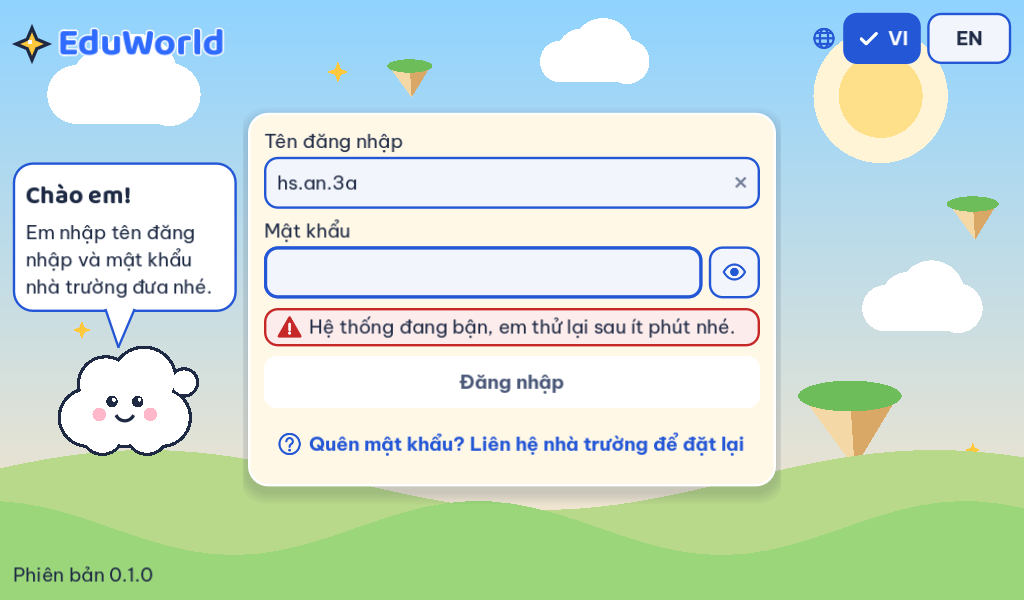 EduWorld
VI
EN
Chào em!
Em nhập tên đăng
nhập và mật khẩu
nhà trường đưa nhé.
Tên đăng nhập
hs.an.3a
Mật khẩu
Hệ thống đang bận, em thử lại sau ít phút nhé.
Đăng nhập
Quên mật khẩu? Liên hệ nhà trường để đặt lại
Phiên bản 0.1.0